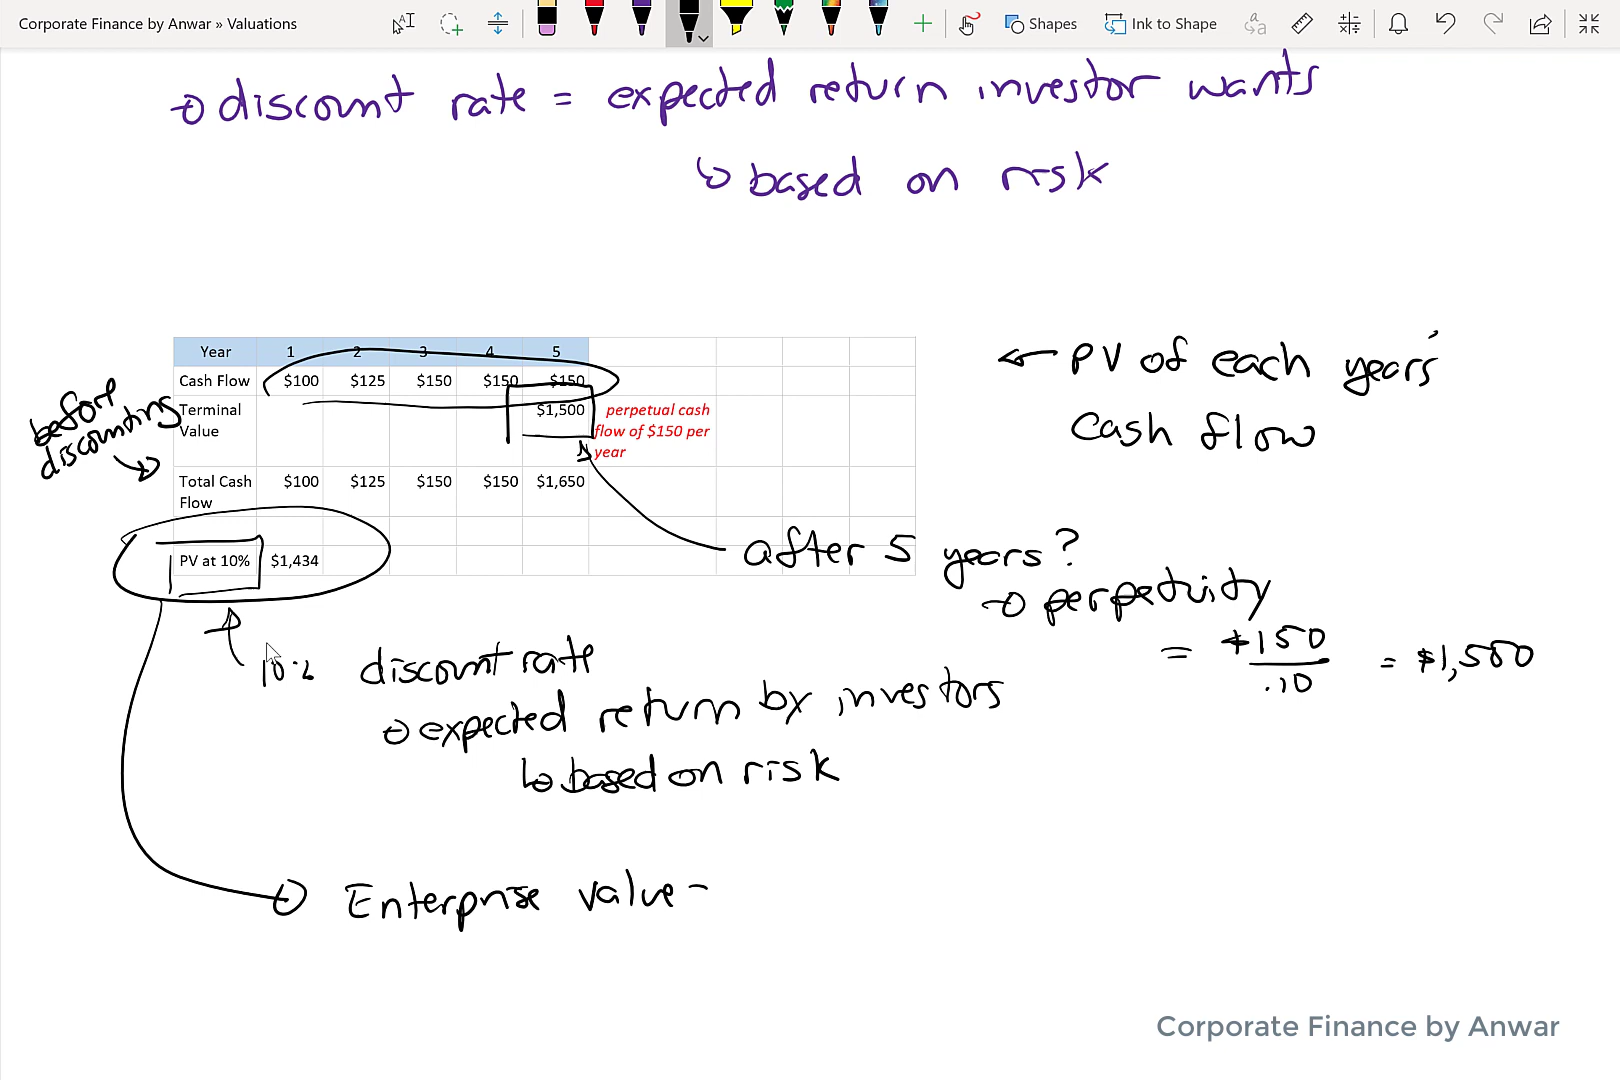 Corporate Finance by Anwar » Valuations
Shapes
Ink to Shape
discount rate = expected return investor wants
based on risk
Year 1 2 3 4 5
Cash Flow $100 $125 $150 $150 $150
Terminal Value $1,500 perpetual cash flow of $150 per year
Total Cash Flow $100 $125 $150 $150 $1,650
PV at 10% $1,434
before
discounting
PV of each years'
Cash flow
after 5 years?
perpetuity
= $150 / .10 = $1,500
10% discount rate
expected return by investors
based on risk
Enterprise value -
Corporate Finance by Anwar